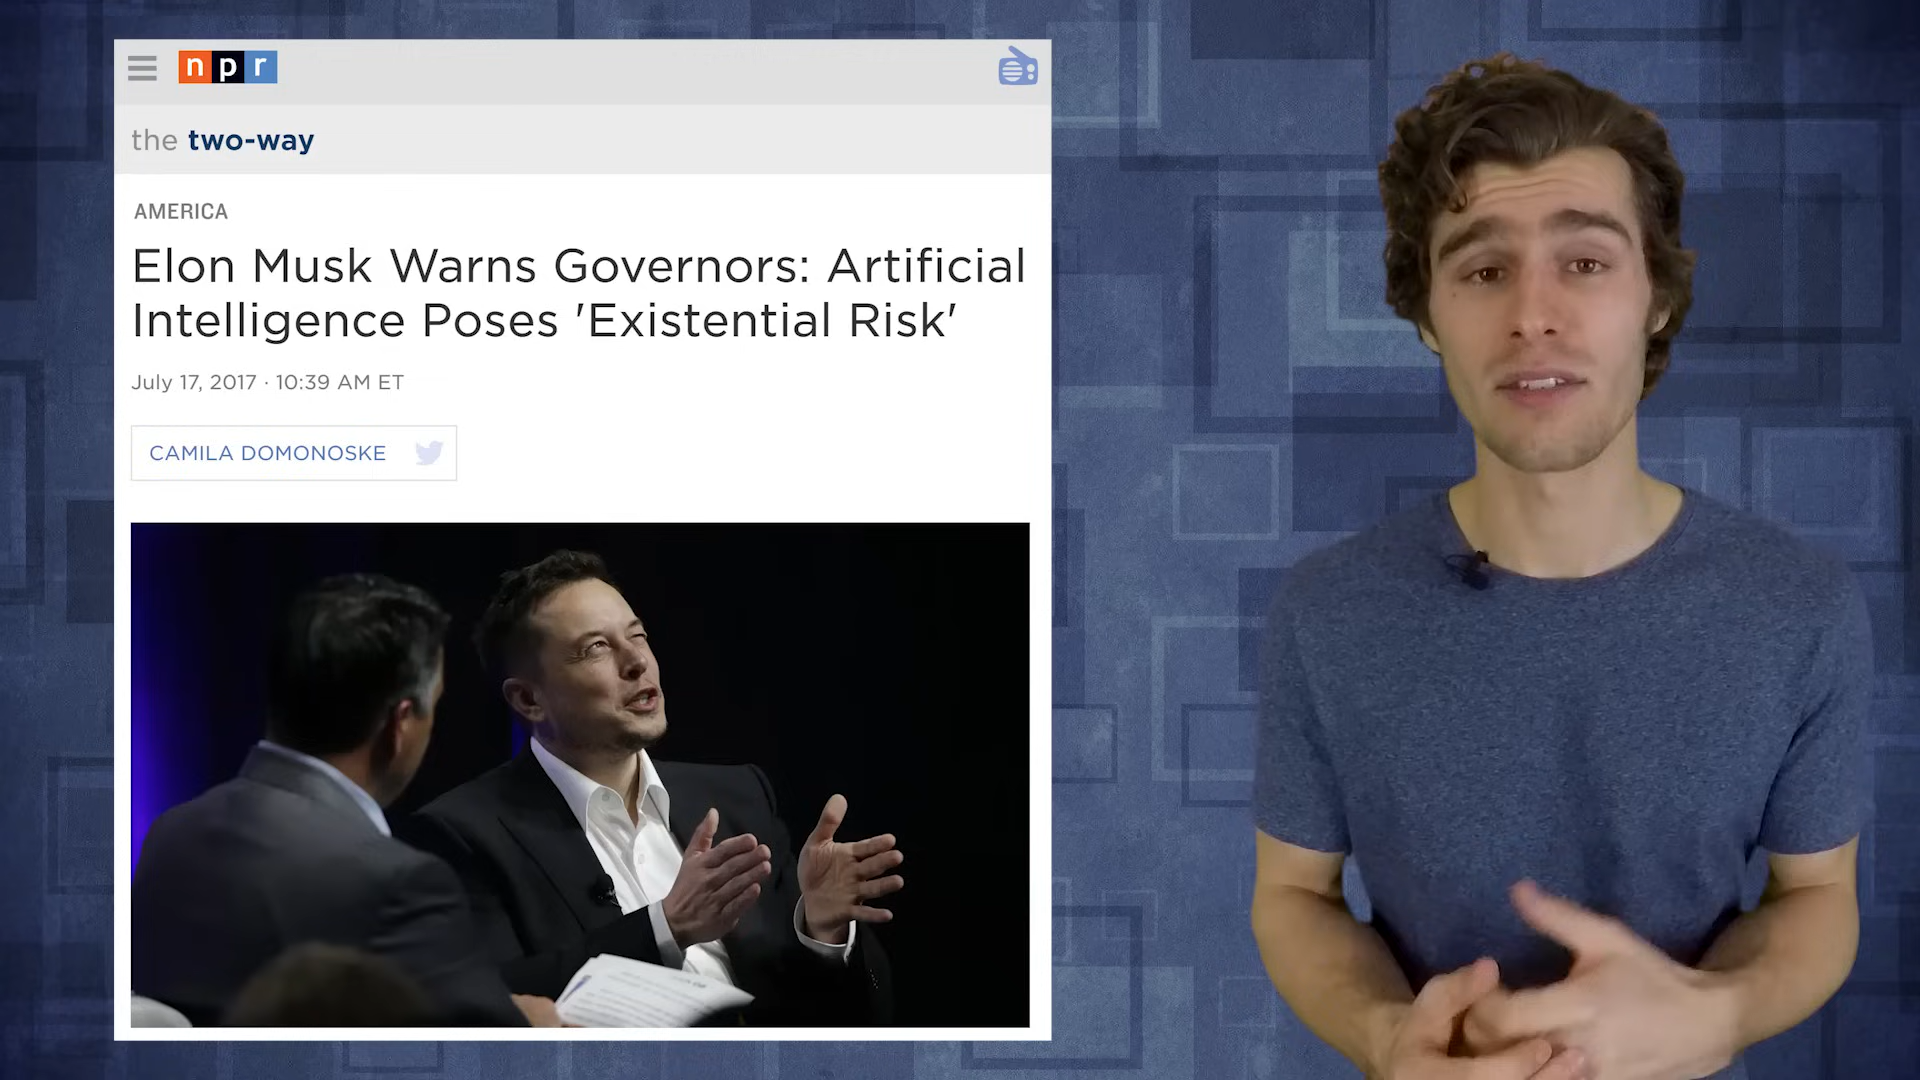 npr
the two-way
AMERICA
Elon Musk Warns Governors: Artificial
Intelligence Poses 'Existential Risk'
July 17, 2017 · 10:39 AM ET
CAMILA DOMONOSKE